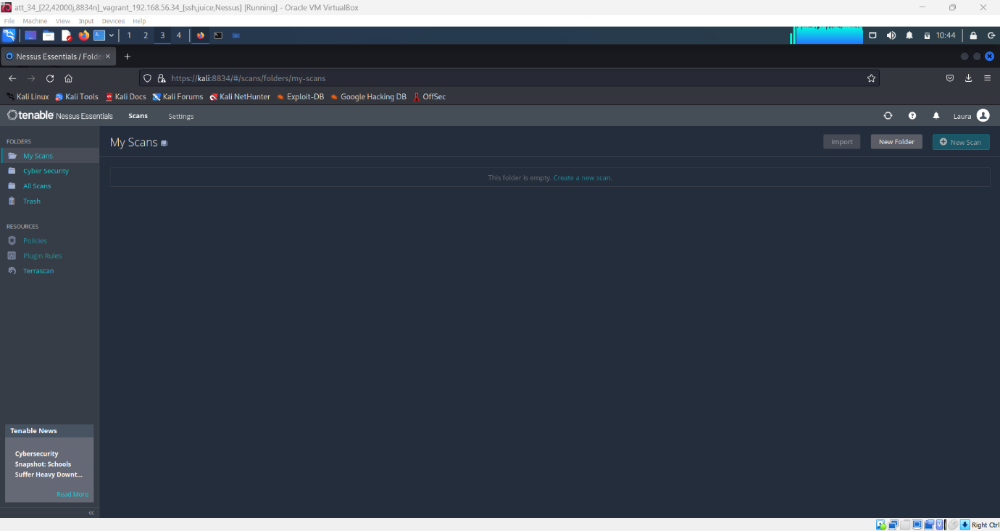 att_34_[22,42000j,8834n]_vagrant_192.168.56.34_[ssh,juice,Nessus] [Running] - Oracle VM VirtualBox
File Machine View Input Devices Help
1 2 3 4 10:44
Nessus Essentials / Folde
https://kali:8834/#/scans/folders/my-scans
Kali Linux Kali Tools Kali Docs Kali Forums Kali NetHunter Exploit-DB Google Hacking DB OffSec
tenable Nessus Essentials Scans Settings Laura
FOLDERS
My Scans
Cyber Security
All Scans
Trash
RESOURCES
Policies
Plugin Rules
Terrascan
My Scans Import New Folder New Scan
This folder is empty. Create a new scan.
Tenable News
Cybersecurity
Snapshot: Schools
Suffer Heavy Downt...
Read More
Right Ctrl